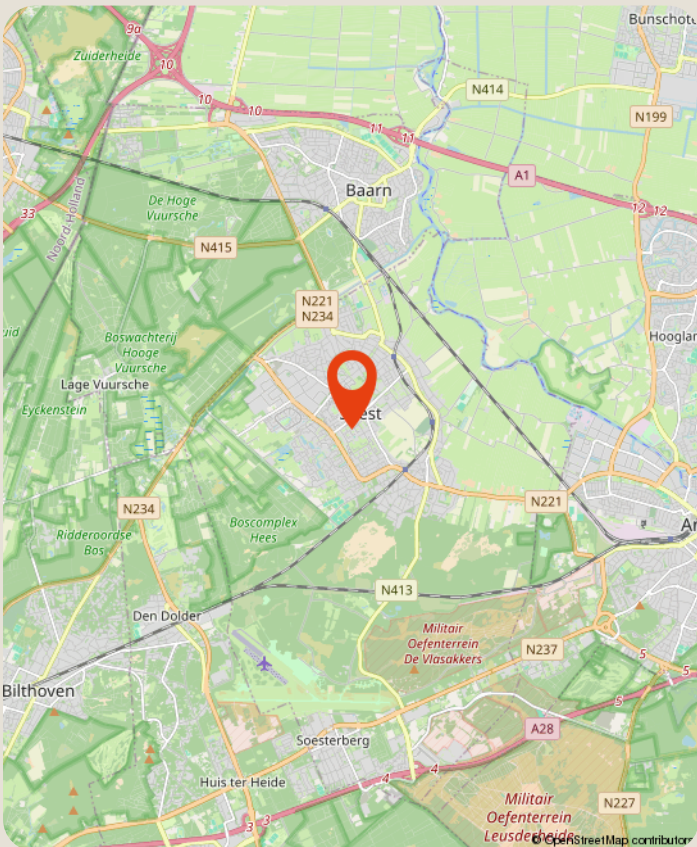 9a
Bunschot
Zuiderheide
10
10
10
N414
N199
11
11
A1
Baarn
De Hoge
Vuursche
12
12
33
Noord-Holland
N415
N221
N234
Boswachterij
Hooge
Vuursche
Hooglan
uid
Lage Vuursche
Eyckenstein
est
N221
N234
Boscomplex
Hees
Ridderoordse
Bos
N413
Den Dolder
Militair
Oefenterrein
De Vlasakkers
N237
5
5
5
Bilthoven
A28
Soesterberg
4
4
Huis ter Heide
Militair
Oefenterrein
Leusderheide
N227
3
3
© OpenStreetMap contributors